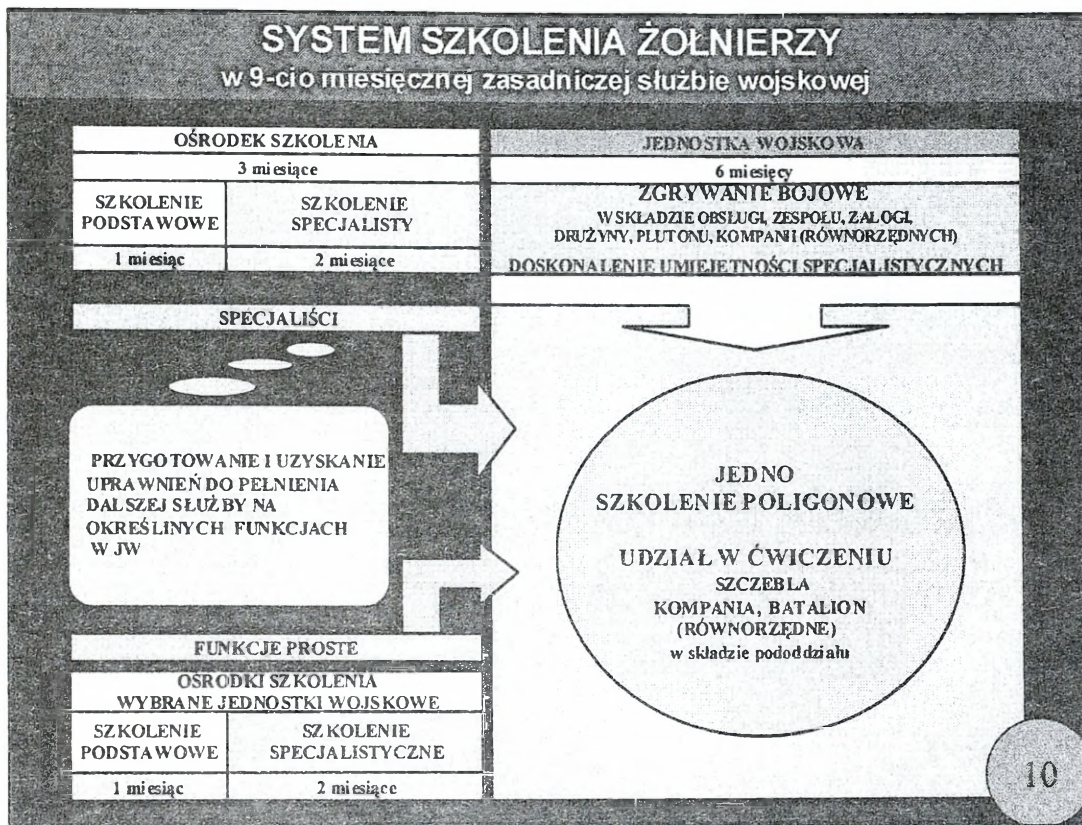 SYSTEM SZKOLENIA ŻOŁNIERZY
w 9-cio miesięcznej zasadniczej służbie wojskowej
OŚRODEK SZKOLENIA
3 miesiące
SZKOLENIE
PODSTAWOWE
SZKOLENIE
SPECJALISTY
1 miesiąc
2 miesiące
JEDNOSTKA WOJSKOWA
6 miesięcy
ZGRYWANIE BOJOWE
W SKŁADZIE OBSŁUGI, ZESPOŁU, ZAŁOGI,
DRUŻYNY, PLUTONU, KOMPANII (RÓWNORZĘDNYCH)
DOSKONALENIE UMIEJĘTNOŚCI SPECJALISTYCZNYCH
SPECJALIŚCI
PRZYGOTOWANIE I UZYSKANIE
UPRAWNIEŃ DO PEŁNIENIA
DALSZEJ SŁUŻBY NA
OKREŚLINYCH FUNKCJACH
W JW
JEDNO
SZKOLENIE POLIGONOWE
UDZIAŁ W ĆWICZENIU
SZCZEBLA
KOMPANIA, BATALION
(RÓWNORZĘDNE)
w składzie pododdziału
FUNKCJE PROSTE
OŚRODKI SZKOLENIA
WYBRANE JEDNOSTKI WOJSKOWE
SZKOLENIE
PODSTAWOWE
SZKOLENIE
SPECJALISTYCZNE
1 miesiąc
2 miesiące
10